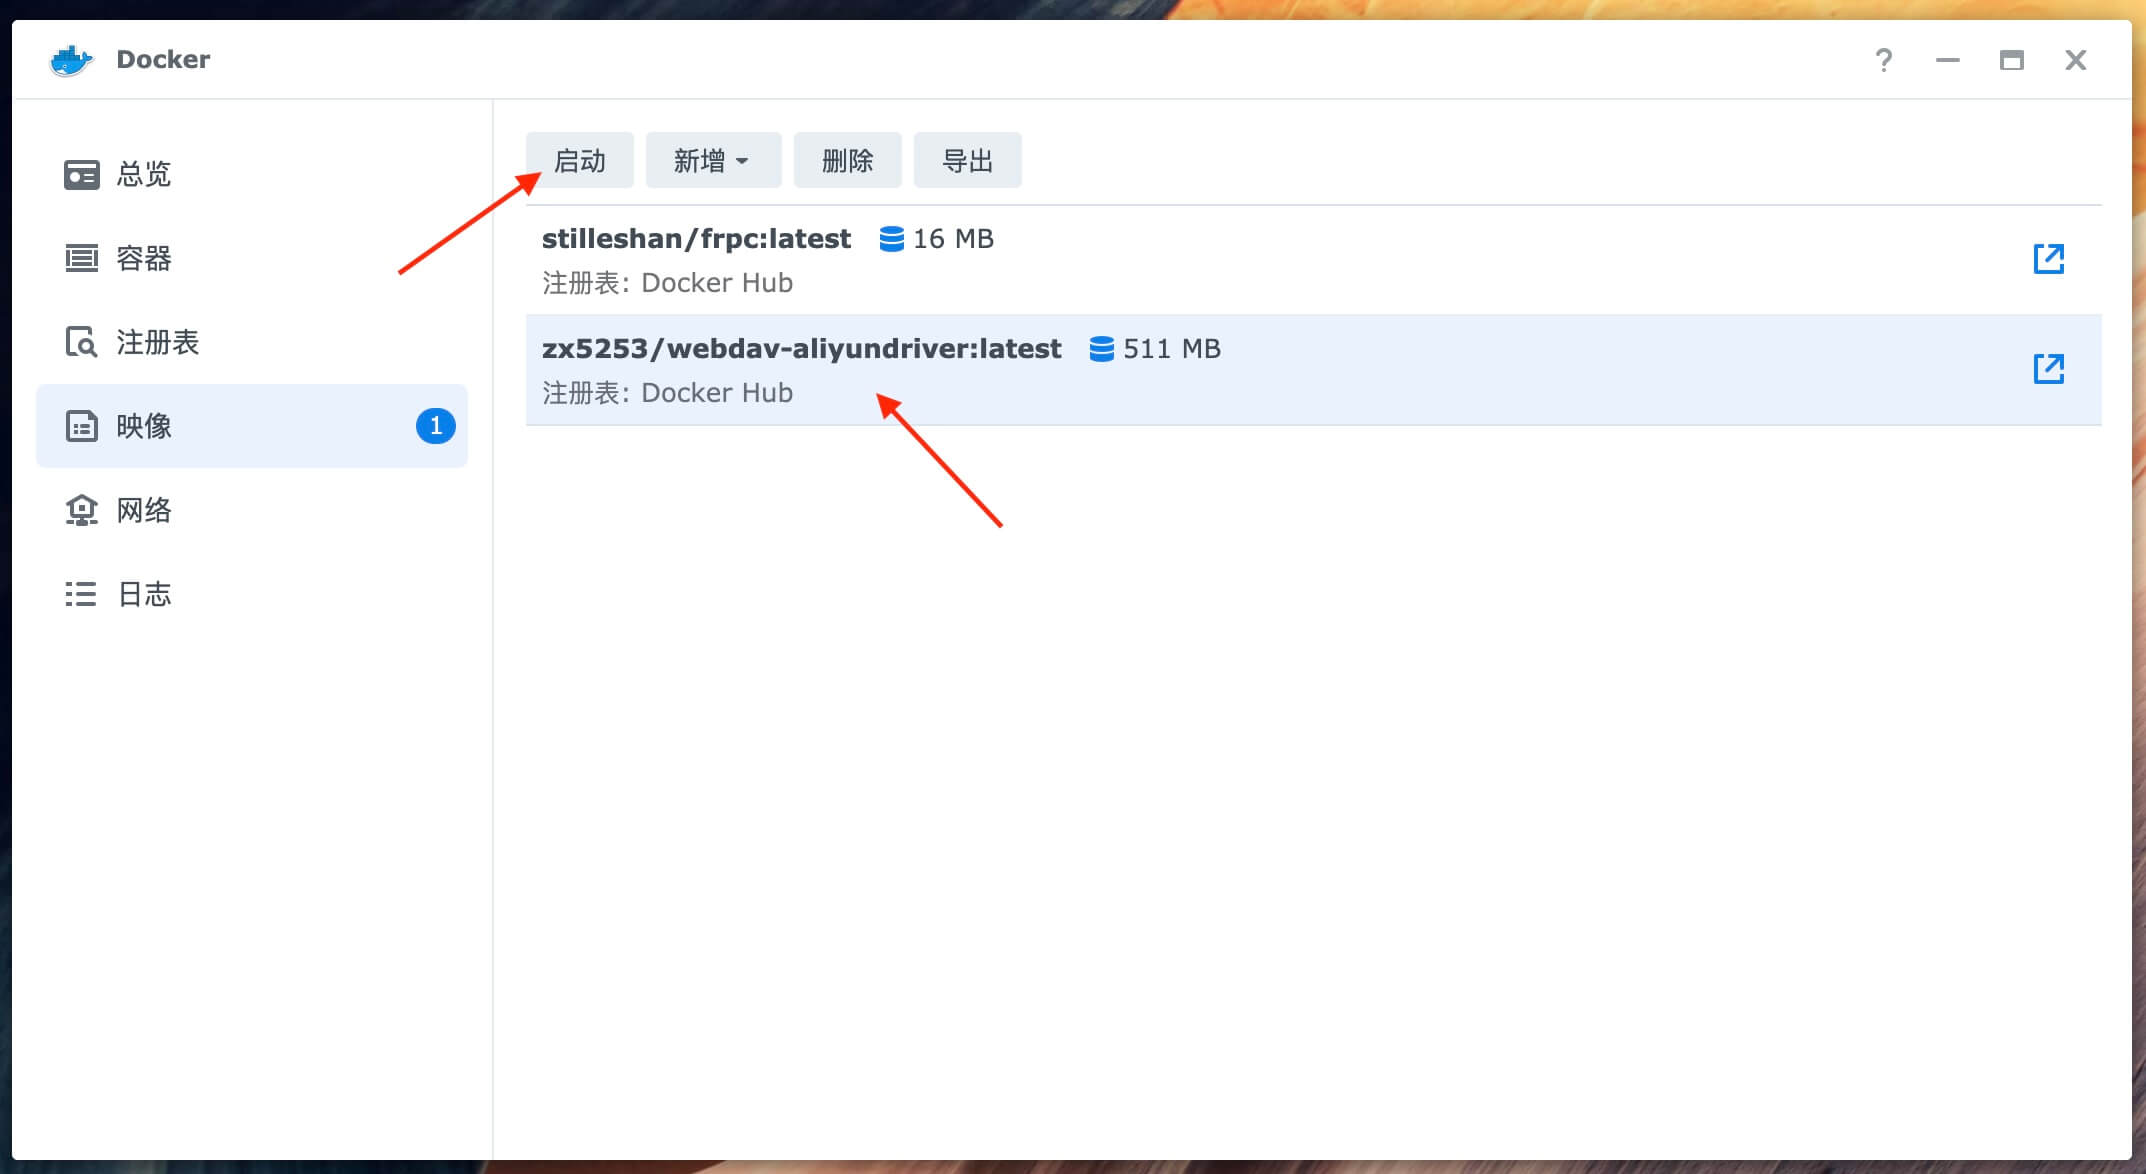 Docker
总览
容器
注册表
映像 1
网络
日志
启动 新增 删除 导出
stilleshan/frpc:latest 16 MB
注册表: Docker Hub
zx5253/webdav-aliyundriver:latest 511 MB
注册表: Docker Hub